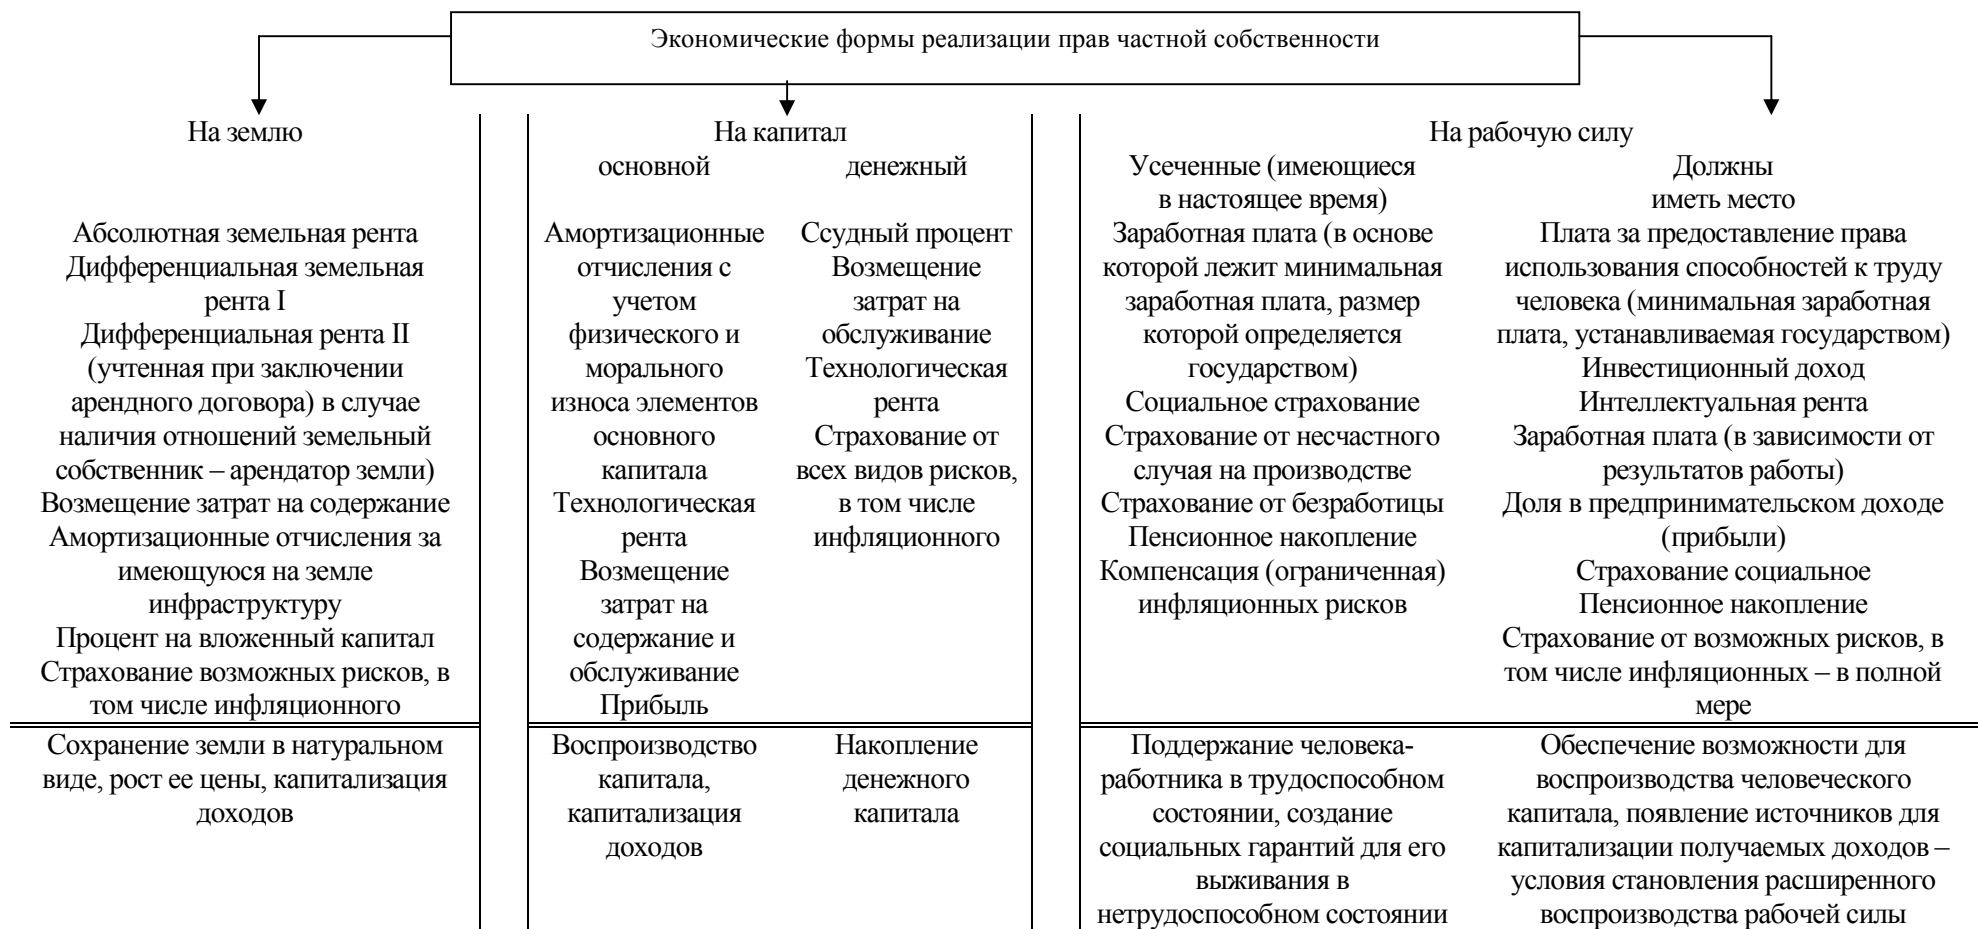 Экономические формы реализации прав частной собственности
На землю
Абсолютная земельная рента
Дифференциальная земельная
рента I
Дифференциальная рента II
(учтенная при заключении
арендного договора) в случае
наличия отношений земельный
собственник – арендатор земли)
Возмещение затрат на содержание
Амортизационные отчисления за
имеющуюся на земле
инфраструктуру
Процент на вложенный капитал
Страхование возможных рисков, в
том числе инфляционного
Сохранение земли в натуральном
виде, рост ее цены, капитализация
доходов
На капитал
основной
Амортизационные
отчисления с
учетом
физического и
морального
износа элементов
основного
капитала
Технологическая
рента
Возмещение
затрат на
содержание и
обслуживание
Прибыль
Воспроизводство
капитала,
капитализация
доходов
денежный
Ссудный процент
Возмещение
затрат на
обслуживание
Технологическая
рента
Страхование от
всех видов рисков,
в том числе
инфляционного
Накопление
денежного
капитала
На рабочую силу
Усеченные (имеющиеся
в настоящее время)
Заработная плата (в основе
которой лежит минимальная
заработная плата, размер
которой определяется
государством)
Социальное страхование
Страхование от несчастного
случая на производстве
Страхование от безработицы
Пенсионное накопление
Компенсация (ограниченная)
инфляционных рисков
Поддержание человека-
работника в трудоспособном
состоянии, создание
социальных гарантий для его
выживания в
нетрудоспособном состоянии
Должны
иметь место
Плата за предоставление права
использования способностей к труду
человека (минимальная заработная
плата, устанавливаемая государством)
Инвестиционный доход
Интеллектуальная рента
Заработная плата (в зависимости от
результатов работы)
Доля в предпринимательском доходе
(прибыли)
Страхование социальное
Пенсионное накопление
Страхование от возможных рисков, в
том числе инфляционных – в полной
мере
Обеспечение возможности для
воспроизводства человеческого
капитала, появление источников для
капитализации получаемых доходов –
условия становления расширенного
воспроизводства рабочей силы